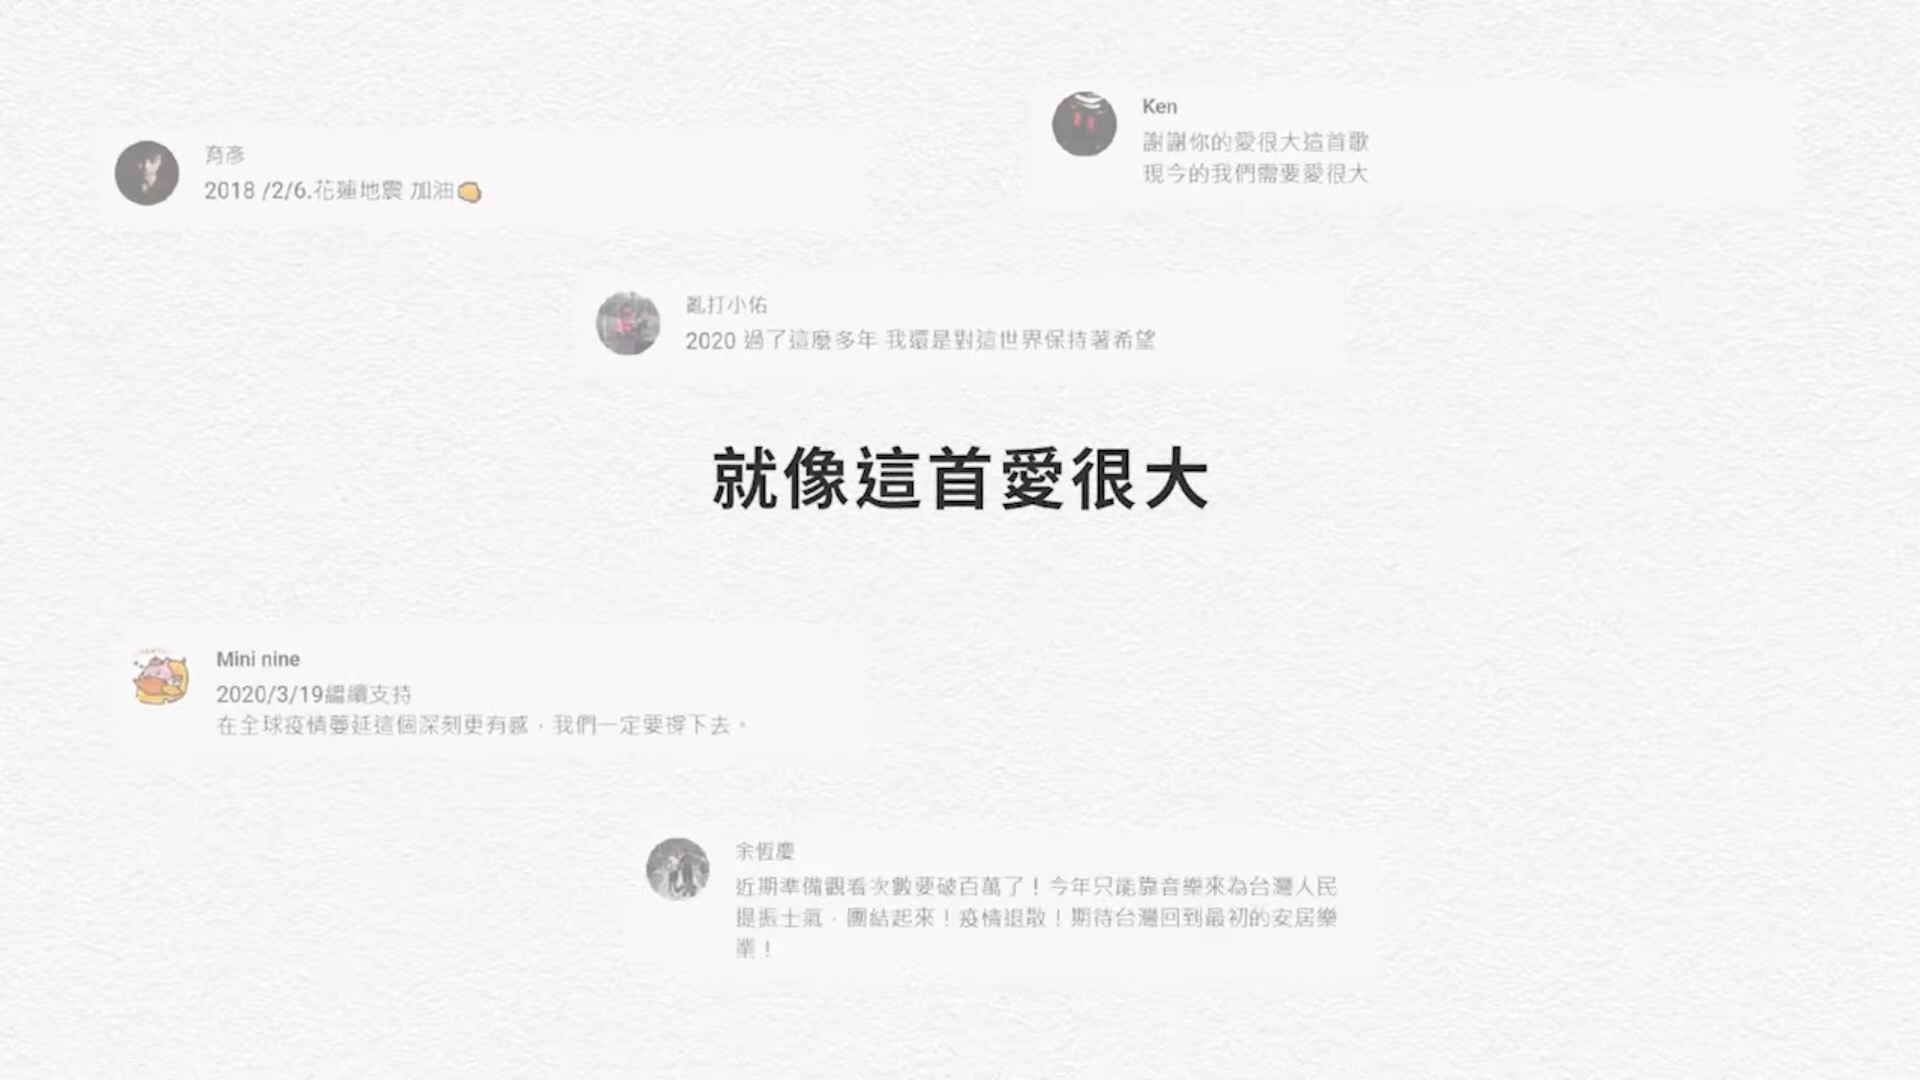 Ken
謝謝你的愛很大這首歌
現今的我們需要愛很大
育彥
2018 /2/6.花蓮地震 加油
亂打小佑
2020 過了這麼多年 我還是對這世界保持著希望
就像這首愛很大
Mini nine
2020/3/19繼續支持
在全球疫情蔓延這個深刻更有感，我們一定要撐下去。
余恆慶
近期準備觀看次數要破百萬了！今年只能靠音樂來為台灣人民
提振士氣，團結起來！疫情退散！期待台灣回到最初的安居樂
業！